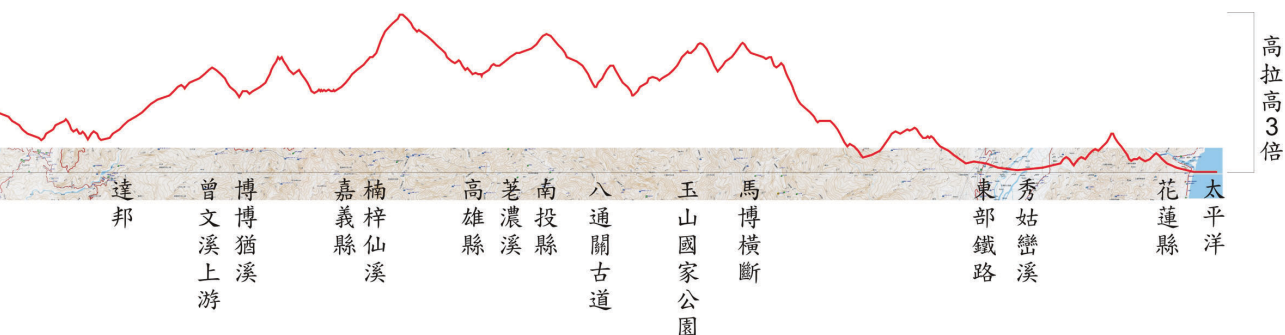 高拉高3倍
達邦
曾文溪上游
博博猶溪
嘉義縣
楠梓仙溪
高雄縣
荖濃溪
南投縣
八通關古道
玉山國家公園
馬博橫斷
東部鐵路
秀姑巒溪
花蓮縣
太平洋